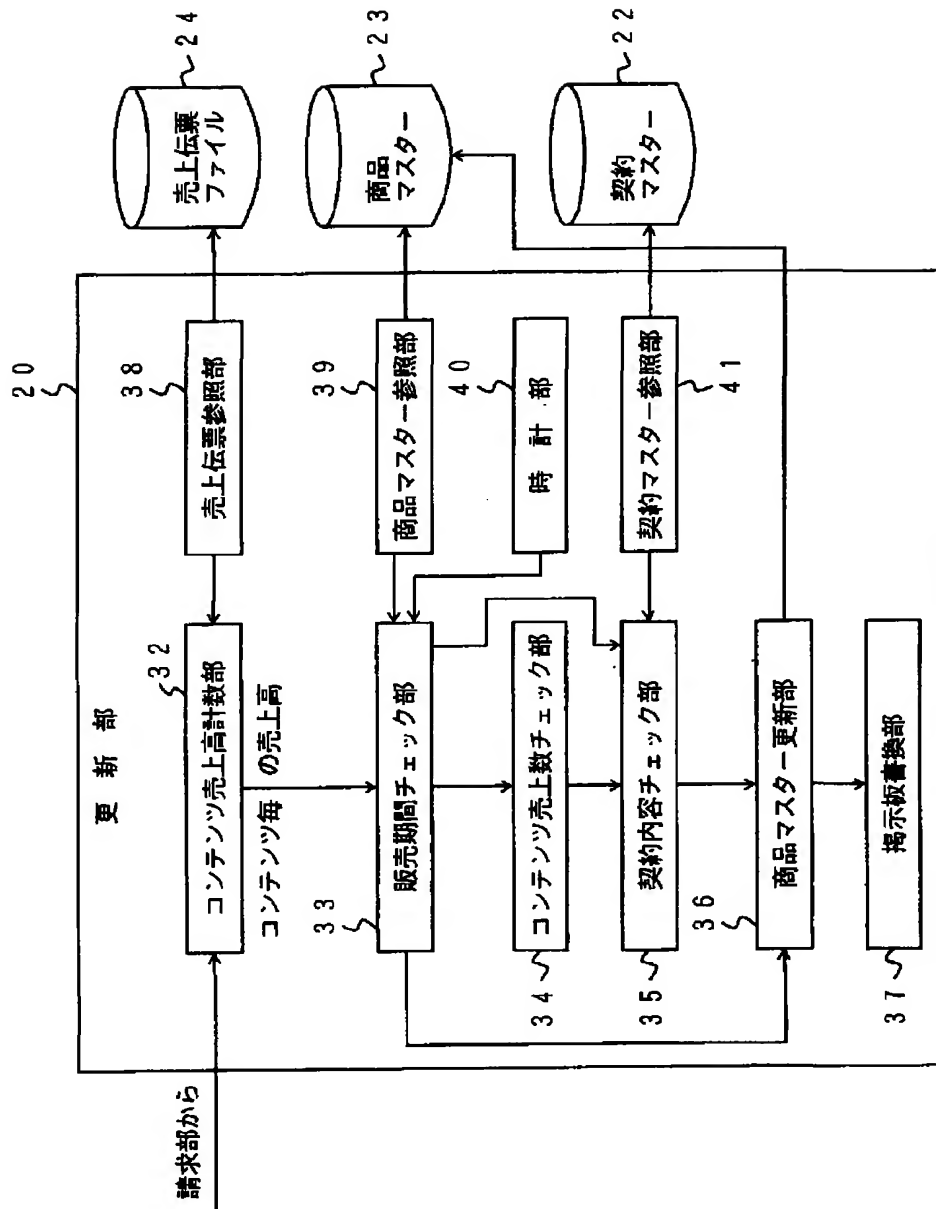 更新部
20
請求部から
32
コンテンツ売上高計数部
コンテンツ毎の売上高
38
売上伝票参照部
売上伝票
ファイル
24
33
販売期間チェック部
39
商品マスター参照部
商品
マスター
23
34
コンテンツ売上数チェック部
40
時計部
35
契約内容チェック部
契約マスター参照部
41
契約
マスター
22
36
商品マスター更新部
37
掲示板書換部